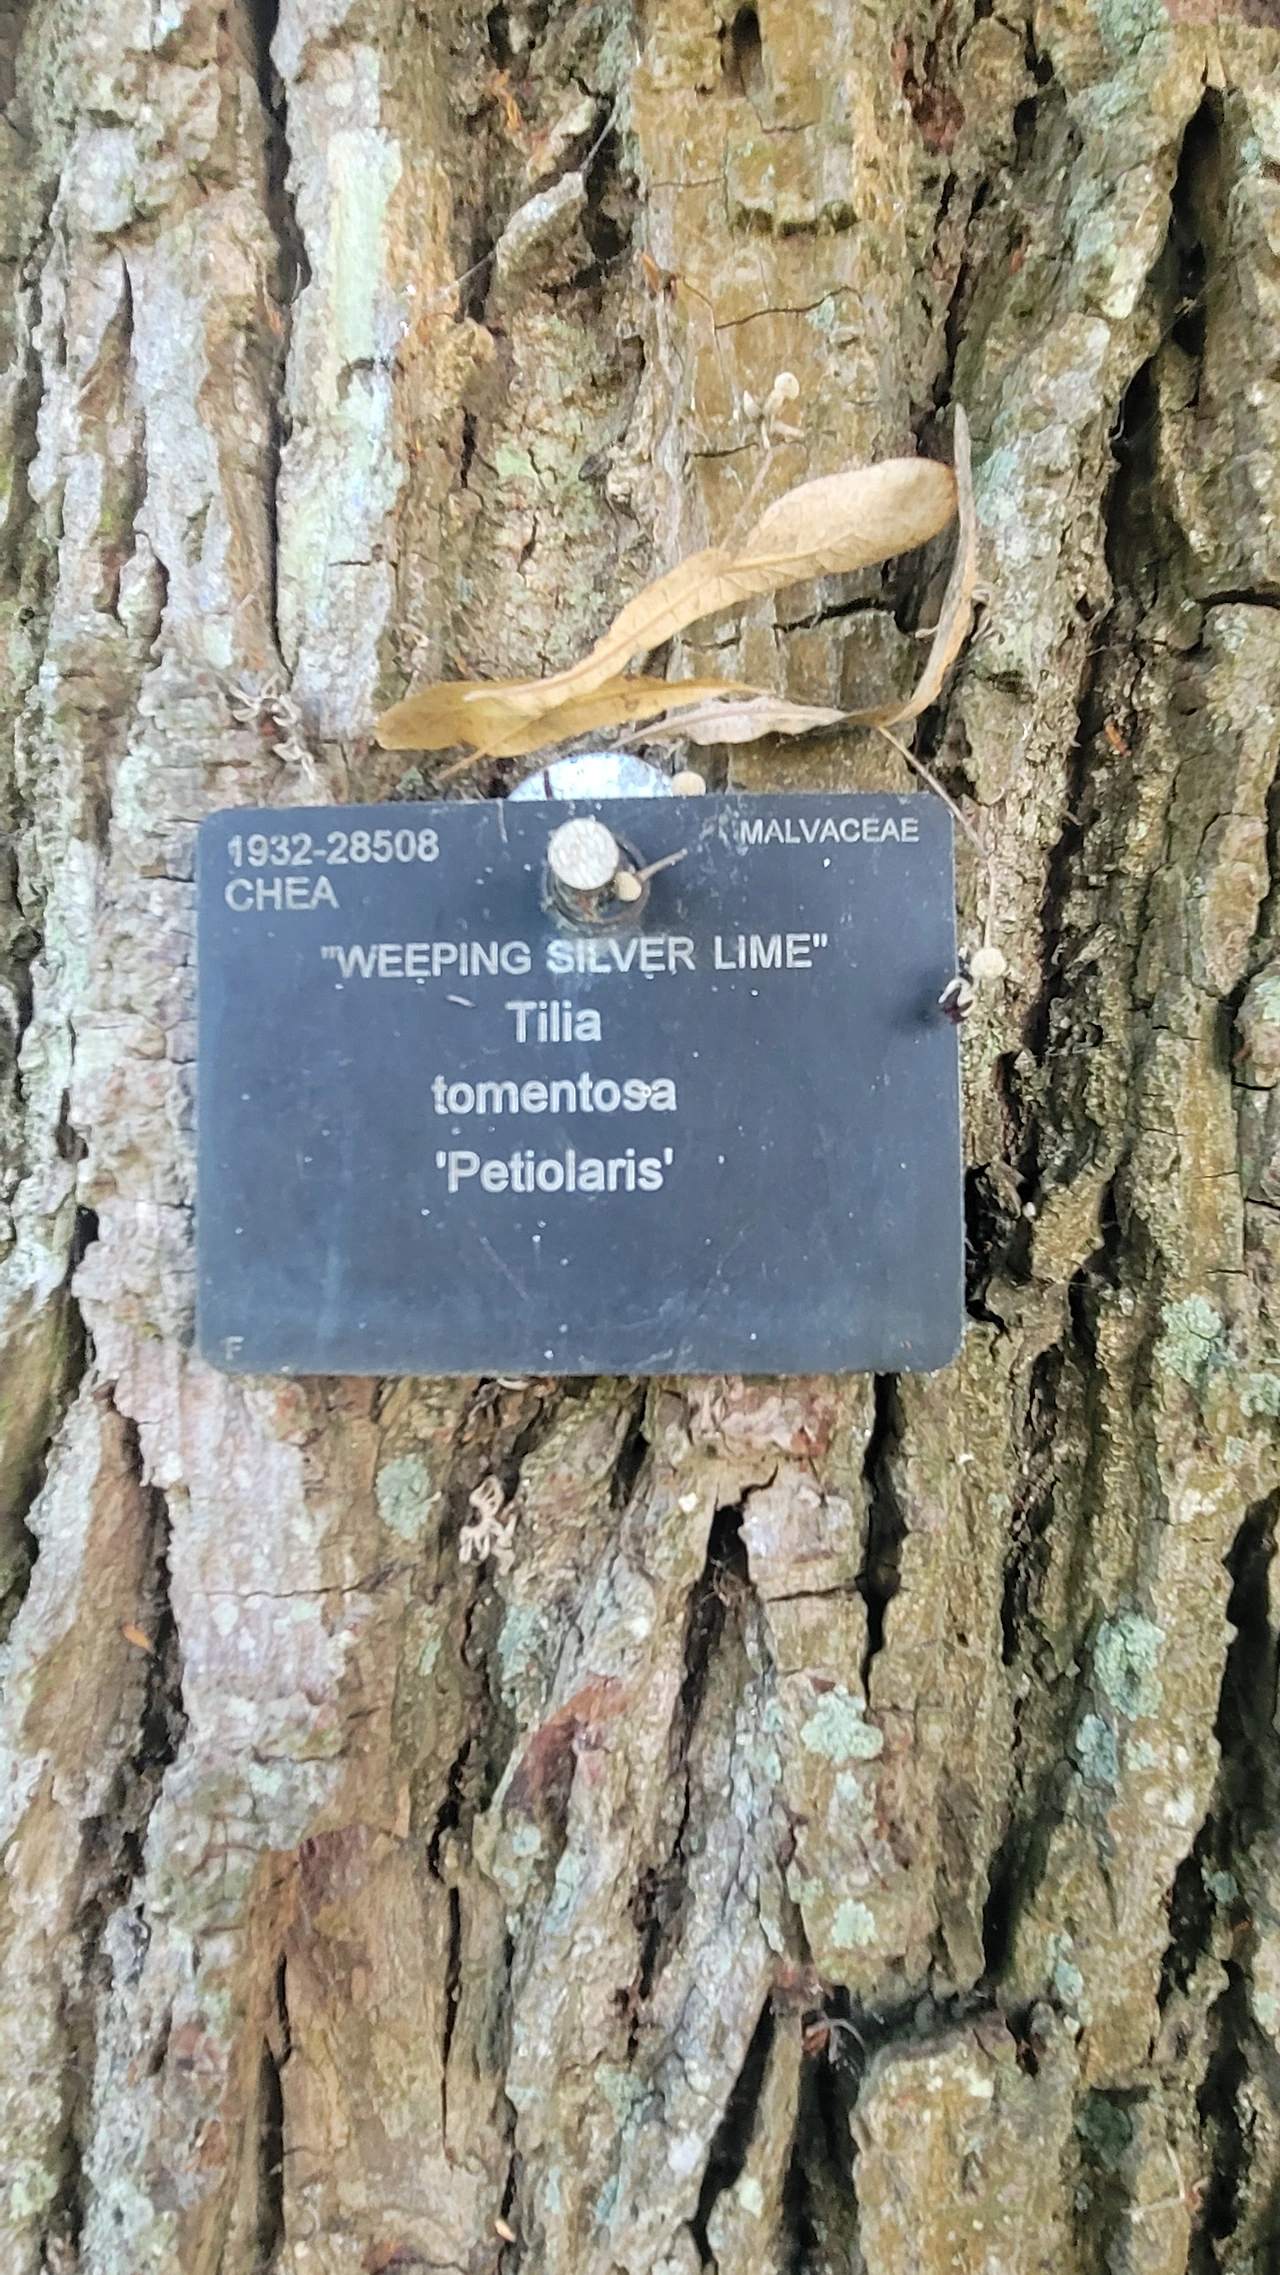 1932-28508
MALVACEAE
CHEA
"WEEPING SILVER LIME"
Tilia
tomentosa
'Petiolaris'
F